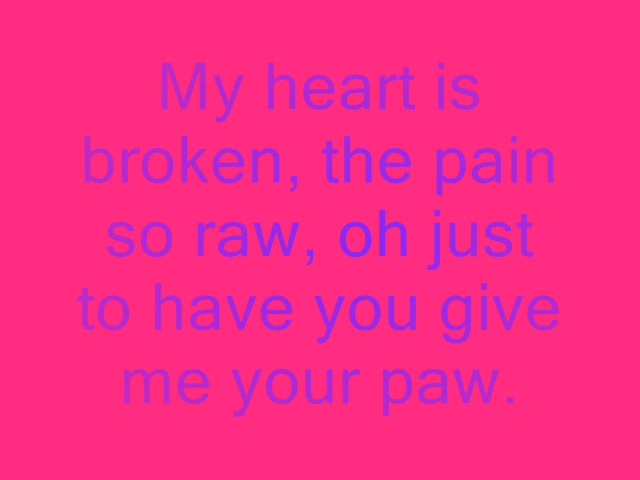 My heart is
broken, the pain
so raw, oh just
to have you give
me your paw.